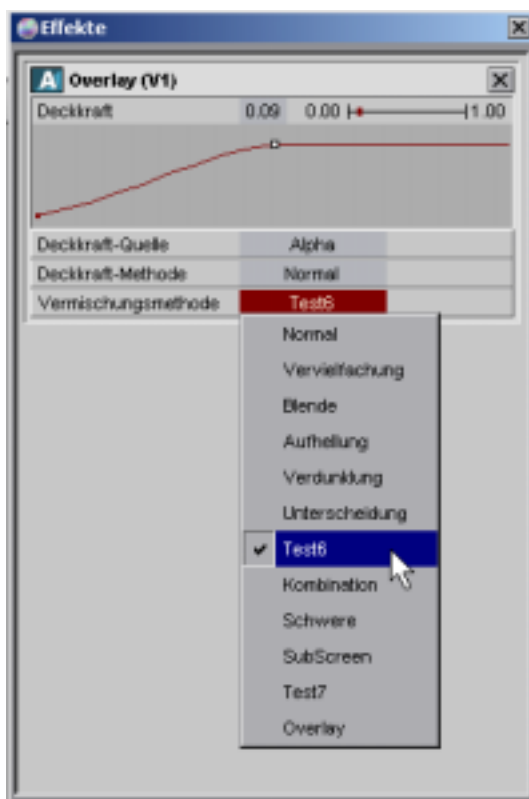 Effekte
A Overlay (V1)
Deckkraft 0.09 0.00 1.00
Deckkraft-Quelle Alpha
Deckkraft-Methode Normal
Vermischungsmethode Test6
Normal
Vervielfachung
Blende
Aufhellung
Verdunklung
Unterscheidung
Test6
Kombination
Schwere
SubScreen
Test7
Overlay